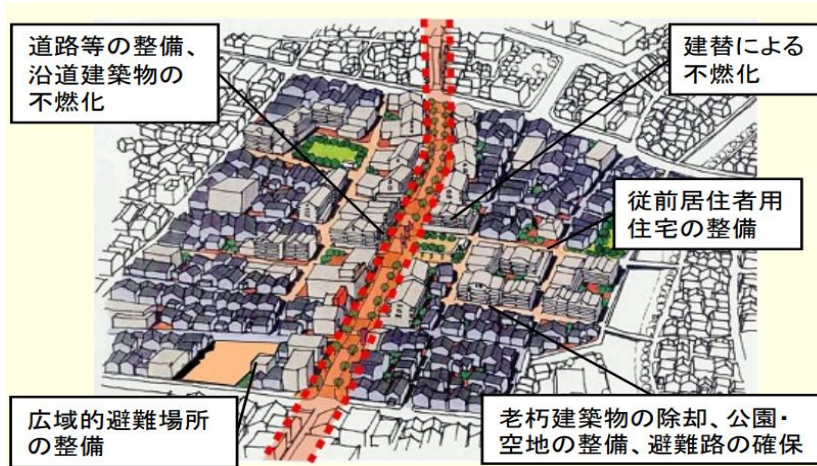 道路等の整備、
沿道建築物の
不燃化
建替による
不燃化
従前居住者用
住宅の整備
広域的避難場所
の整備
老朽建築物の除却、公園・
空地の整備、避難路の確保